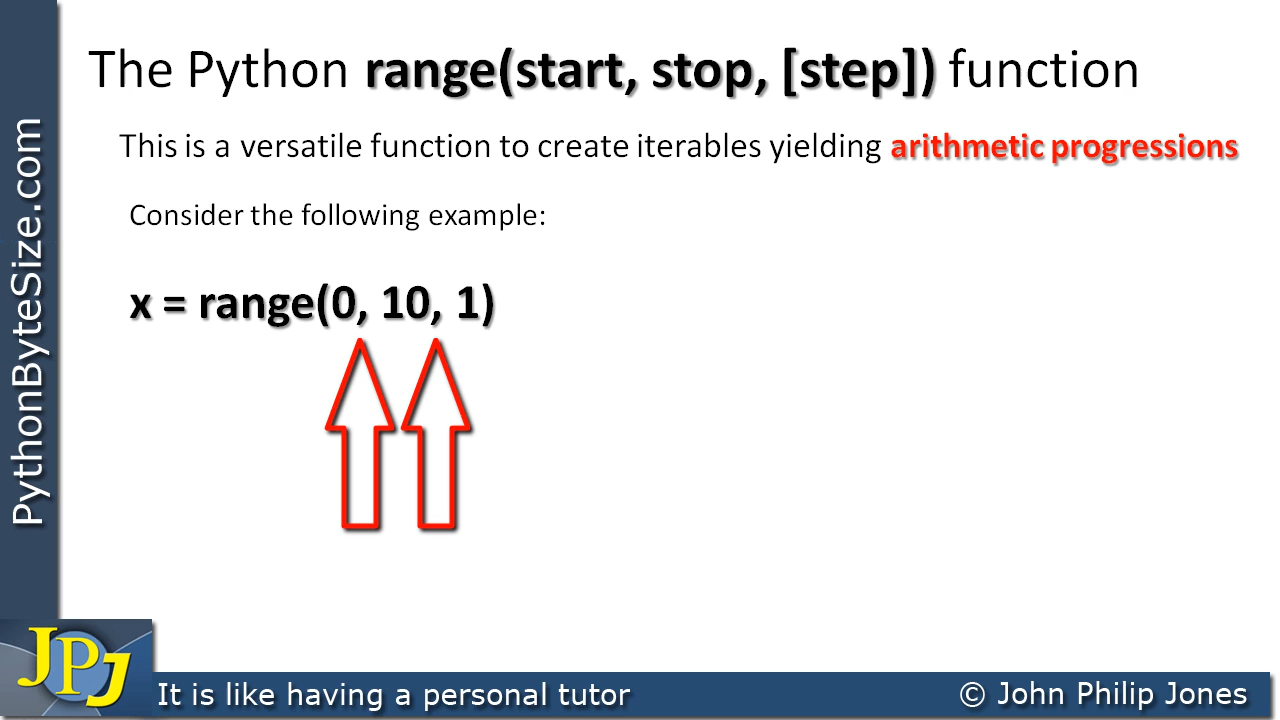 The Python range(start, stop, [step]) function
This is a versatile function to create iterables yielding arithmetic progressions
Consider the following example:
x = range(0, 10, 1)
PythonByteSize.com
JPJ
It is like having a personal tutor
© John Philip Jones